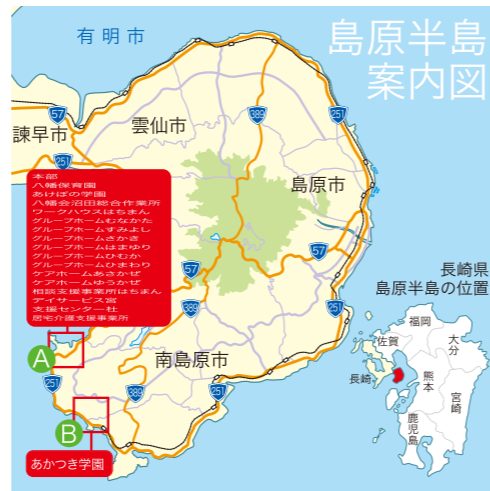 島原半島
案内図
有明市
57
諫早市
251
雲仙市
389
251
島原市
本部
八幡保育園
あけぼの学園
八幡会沼田総合作業所
ワークハウスはちまん
グループホームむなかた
グループホームすみよし
グループホームさかき
グループホームはまゆり
グループホームひむか
グループホームひまわり
ケアホームあさかぜ
ケアホームゆうかぜ
相談支援事業所はちまん
デイサービス宮
支援センター社
居宅介護支援事業所
57
57
389
A
251
南島原市
389
251
B
あかつき学園
長崎県
島原半島の位置
福岡
佐賀
大分
長崎
熊本
宮崎
鹿児島